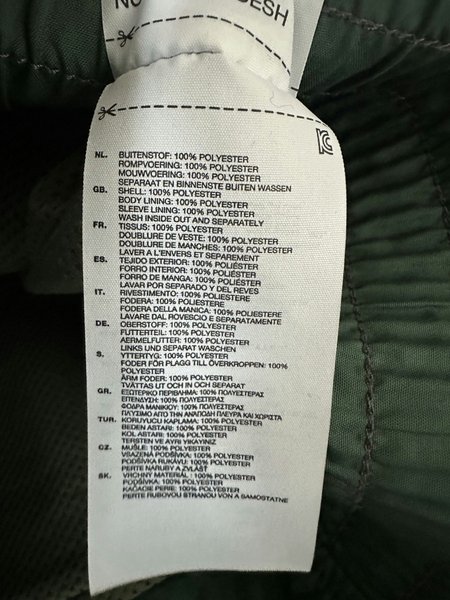 ESH
NL. BUITENSTOF: 100% POLYESTER
ROMPVOERING: 100% POLYESTER
MOUWVOERING: 100% POLYESTER
SEPARAAT EN BINNENSTE BUITEN WASSEN
GB. SHELL: 100% POLYESTER
BODY LINING: 100% POLYESTER
SLEEVE LINING: 100% POLYESTER
WASH INSIDE OUT AND SEPARATELY
FR. TISSUS: 100% POLYESTER
DOUBLURE DE VESTE: 100% POLYESTER
DOUBLURE DE MANCHES: 100% POLYESTER
LAVER A L'ENVERS ET SEPAREMENT
ES. TEJIDO EXTERIOR: 100% POLIÉSTER
FORRO INTERIOR: 100% POLIÉSTER
FORRO DE MANGA: 100% POLIÉSTER
LAVAR POR SEPARADO Y DEL REVES
IT. RIVESTIMENTO: 100% POLIESTERE
FODERA: 100% POLIESTERE
FODERA DELLA MANICA: 100% POLIESTERE
LAVARE DAL ROVESCIO E SEPARATAMENTE
DE. OBERSTOFF: 100% POLYESTER
FUTTERTEIL: 100% POLYESTER
AERMELFUTTER: 100% POLYESTER
LINKS UND SEPARAT WASCHEN
S. YTTERTYG: 100% POLYESTER
FODER FÖR PLAGG TILL ÖVERKROPPEN: 100%
POLYESTER
ÄRM FODER: 100% POLYESTER
TVÄTTAS UT OCH IN OCH SEPARAT
GR. ΕΞΩΤΕΡΙΚΟ ΠΕΡΙΒΛΗΜΑ: 100% ΠΟΛΥΕΣΤΕΡΑΣ
ΕΠΕΝΔΥΣΗ: 100% ΠΟΛΥΕΣΤΕΡΑΣ
ΦΟΔΡΑ ΜΑΝΙΚΙΟΥ: 100% ΠΟΛΥΕΣΤΕΡΑΣ
ΠΛΥΣΙΜΟ ΑΠΟ ΤΗΝ ΑΝΑΠΟΔΗ ΠΛΕΥΡΑ ΚΑΙ ΧΩΡΙΣΤΑ
TUR. KORUYUCU KAPLAMA: 100% POLYESTER
BEDEN ASTARI: 100% POLYESTER
KOL ASTARI: 100% POLYESTER
TERSTEN VE AYRI YIKAYINIZ
CZ. MUŠLE: 100% POLYESTER
VSAZENÁ PODŠÍVKA: 100% POLYESTER
PODŠÍVKA RUKÁVU: 100% POLYESTER
PERTE NARUBY A ZVLÁŠŤ
SK. VRCHNÝ MATERIÁL : 100% POLYESTER
PODŠÍVKA: 100% POLYESTER
100% POLYESTER
PERTE RUBOVOU STRANOU VON A SAMOSTATNE